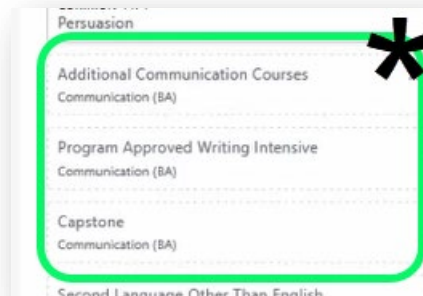 Persuasion
Additional Communication Courses
Communication (BA)
Program Approved Writing Intensive
Communication (BA)
Capstone
Communication (BA)
Second Language Other Than English